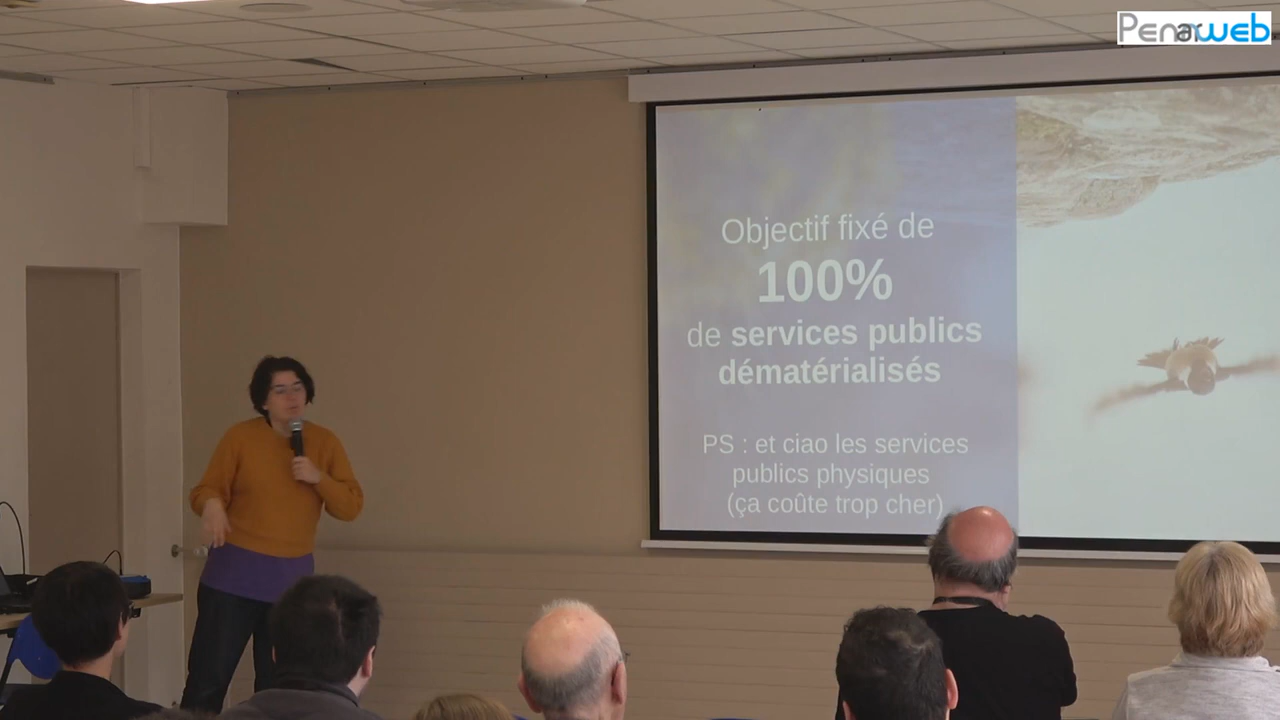 Penarweb
Objectif fixé de
100%
de services publics
dématérialisés
PS : et ciao les services
publics physiques
(ça coûte trop cher)